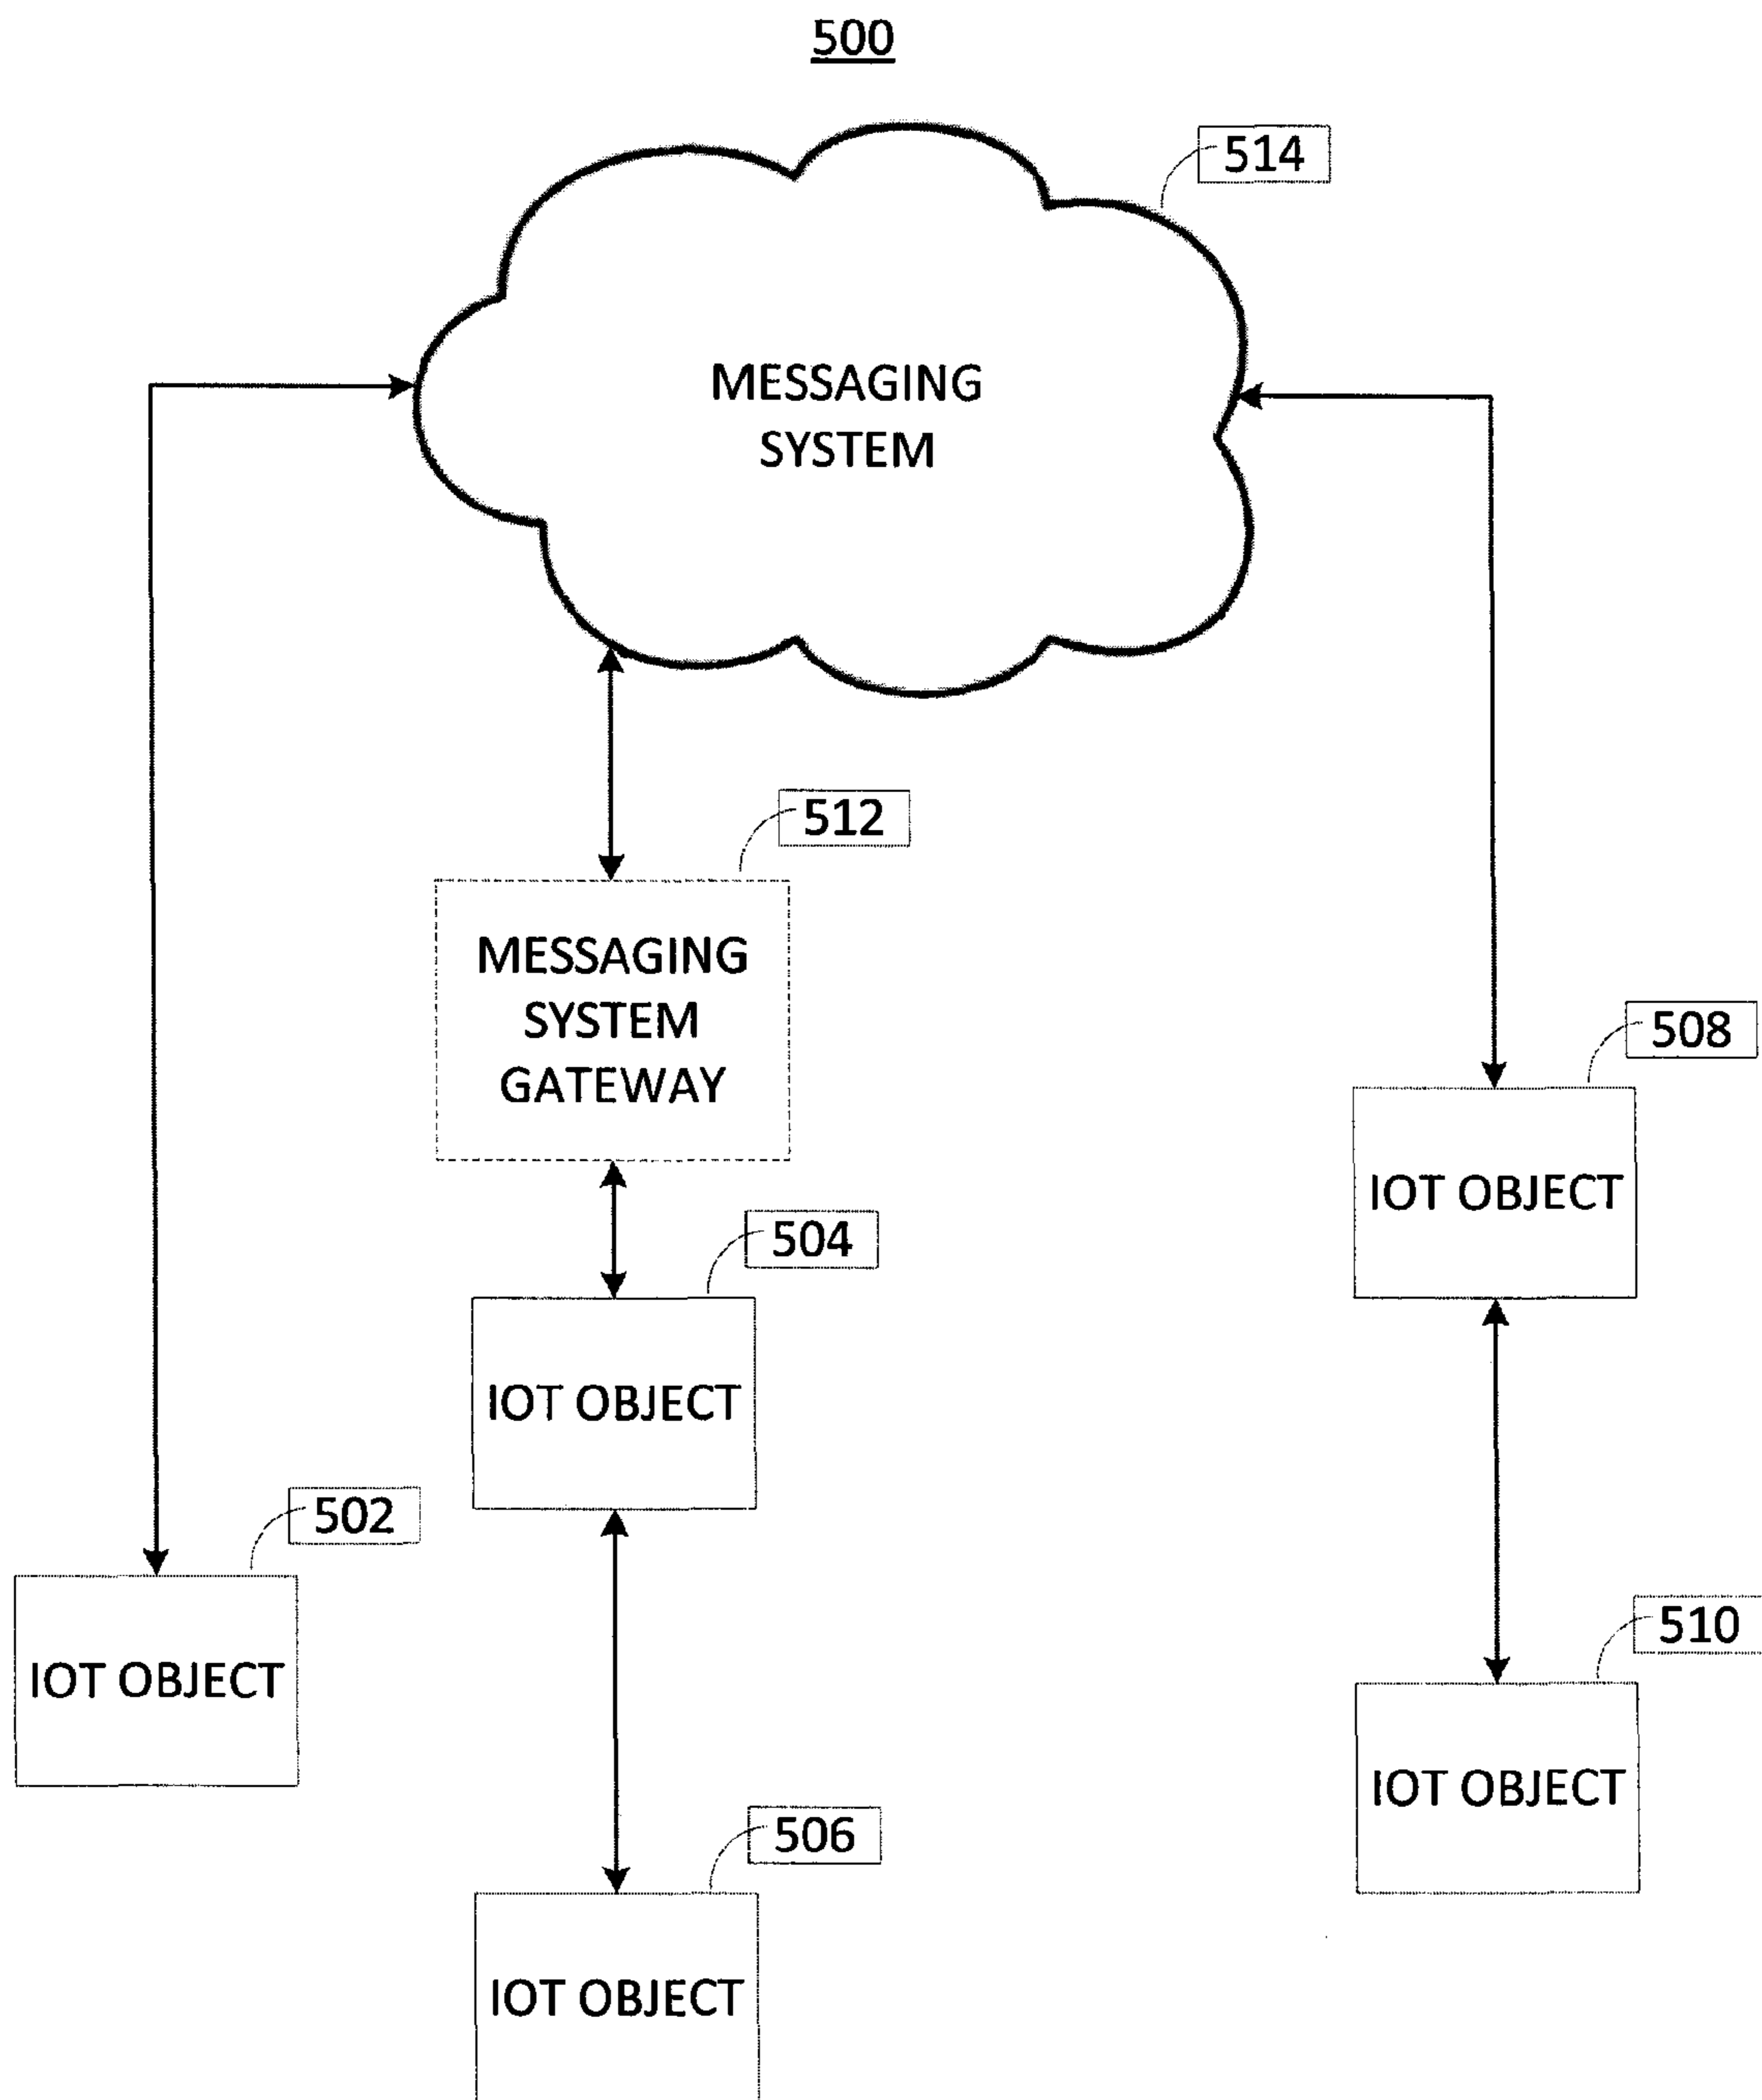 500
514
MESSAGING
SYSTEM
512
MESSAGING
SYSTEM
GATEWAY
508
IOT OBJECT
504
IOT OBJECT
502
IOT OBJECT
510
IOT OBJECT
506
IOT OBJECT